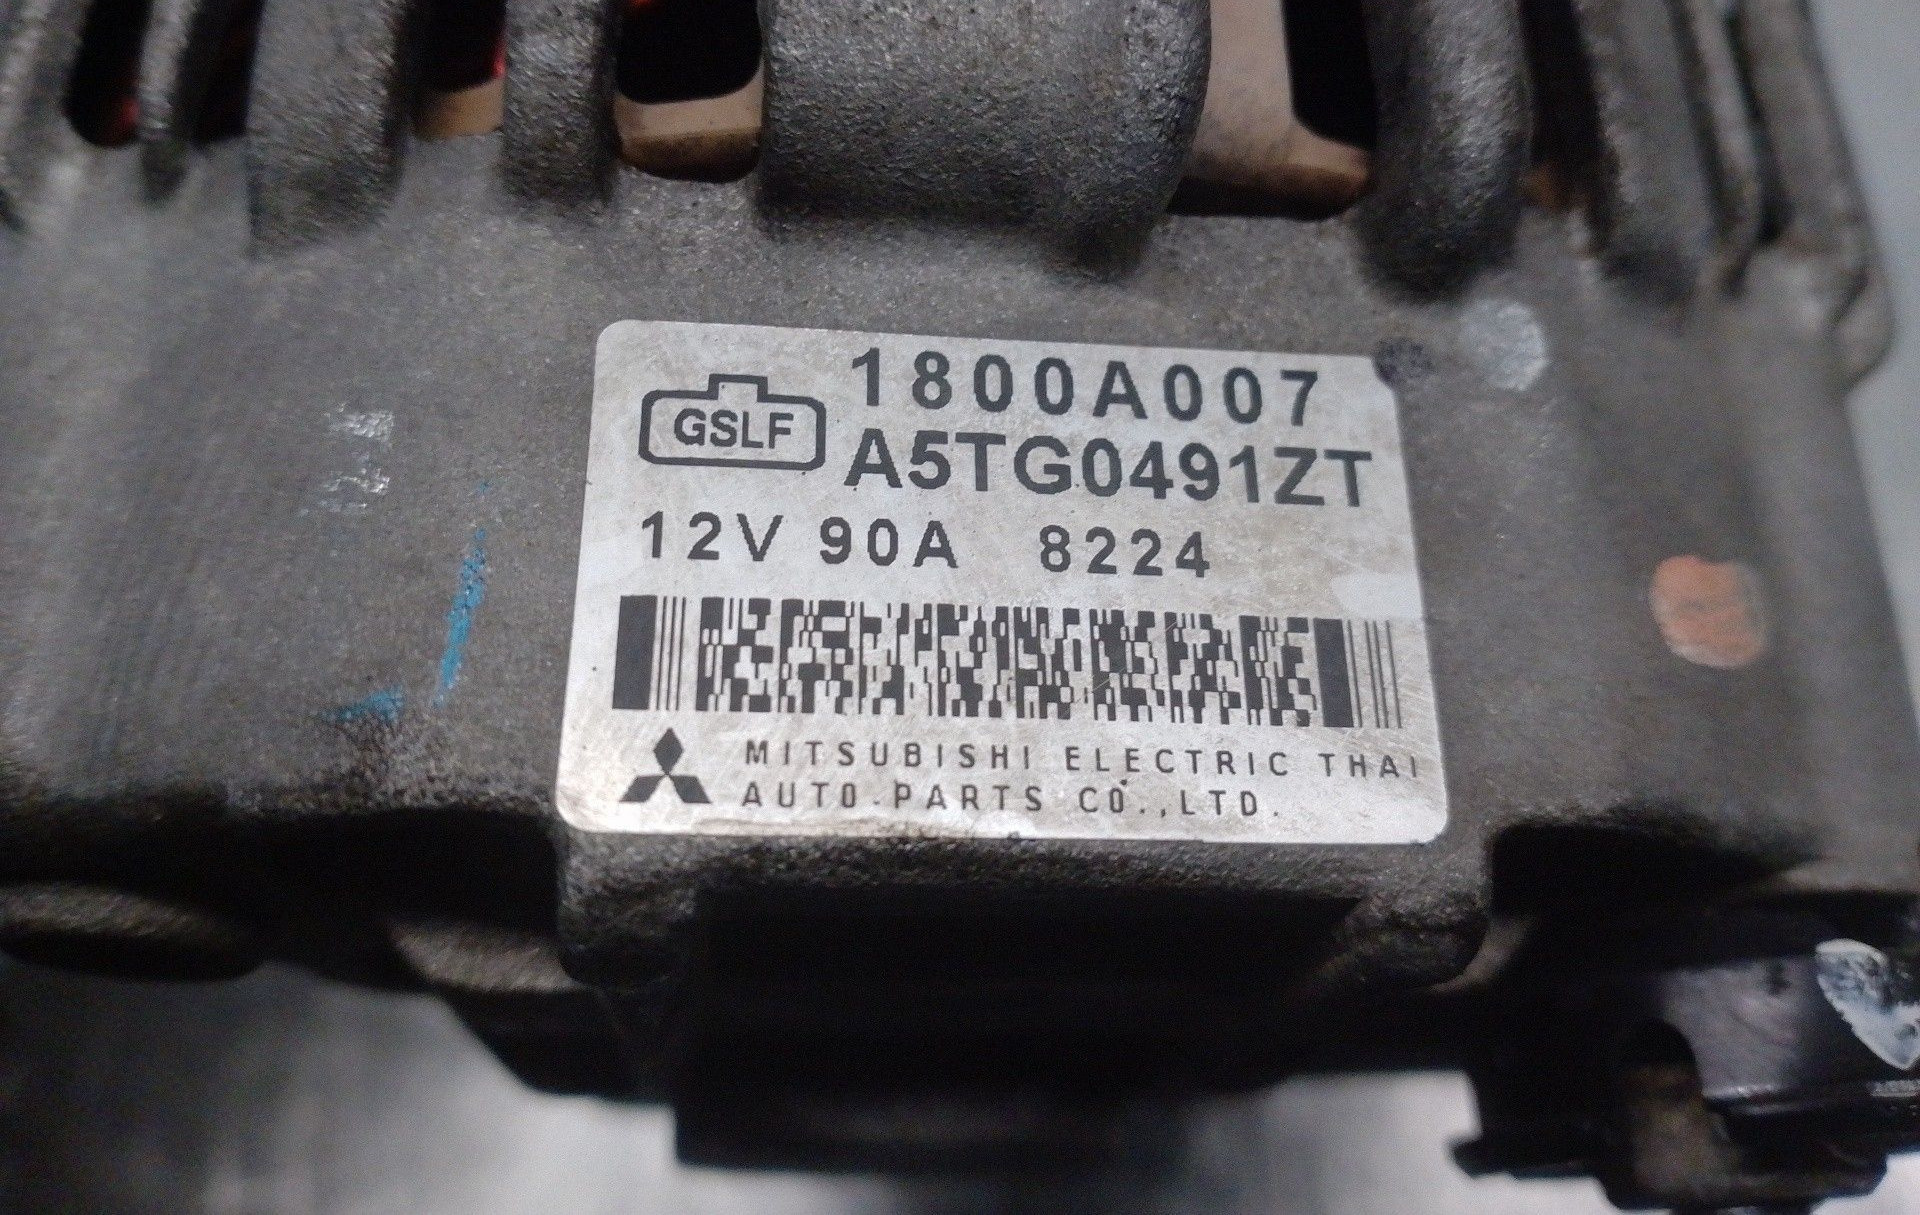 GSLF
1800A007
A5TG0491ZT
12V 90A 8224
MITSUBISHI ELECTRIC THAI
AUTO-PARTS CO.,LTD.